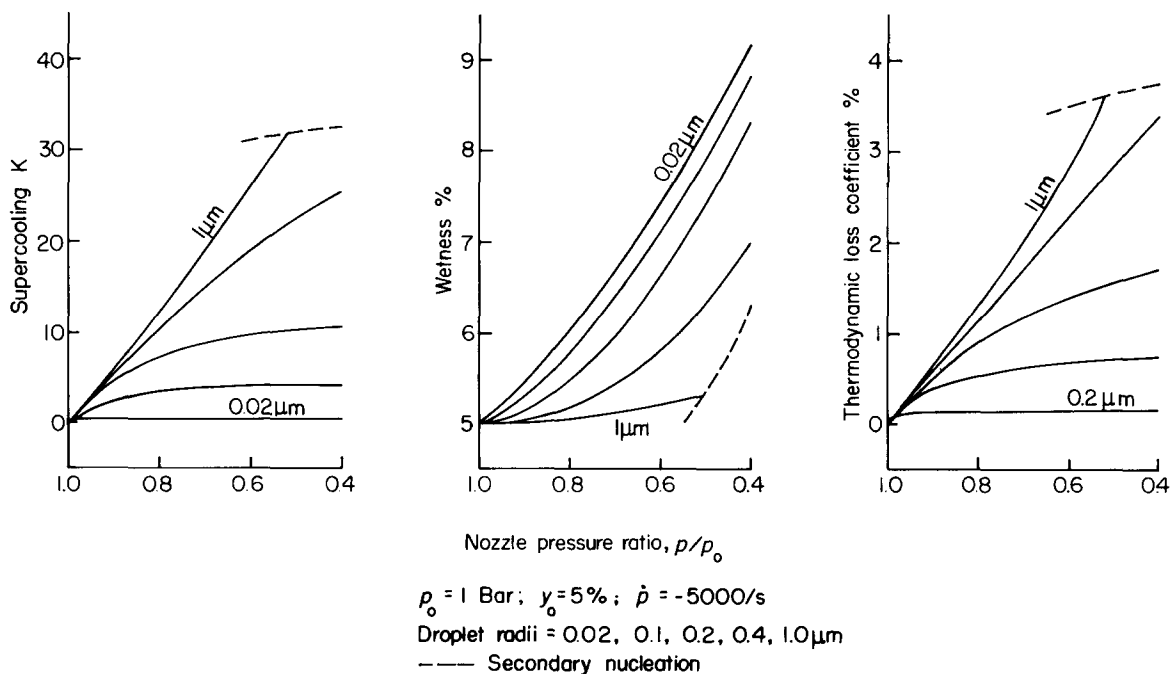 Supercooling K
40
30
20
10
0
1.0
0.8
0.6
0.4
1μm
0.02μm
Wetness %
9
8
7
6
5
1.0
0.8
0.6
0.4
0.02μm
1μm
Thermodynamic loss coefficient %
4
3
2
1
0
1.0
0.8
0.6
0.4
1μm
0.2μm
Nozzle pressure ratio, p/p₀
p₀ = 1 Bar; y₀ = 5%; ṗ = -5000/s
Droplet radii = 0.02, 0.1, 0.2, 0.4, 1.0μm
--- Secondary nucleation